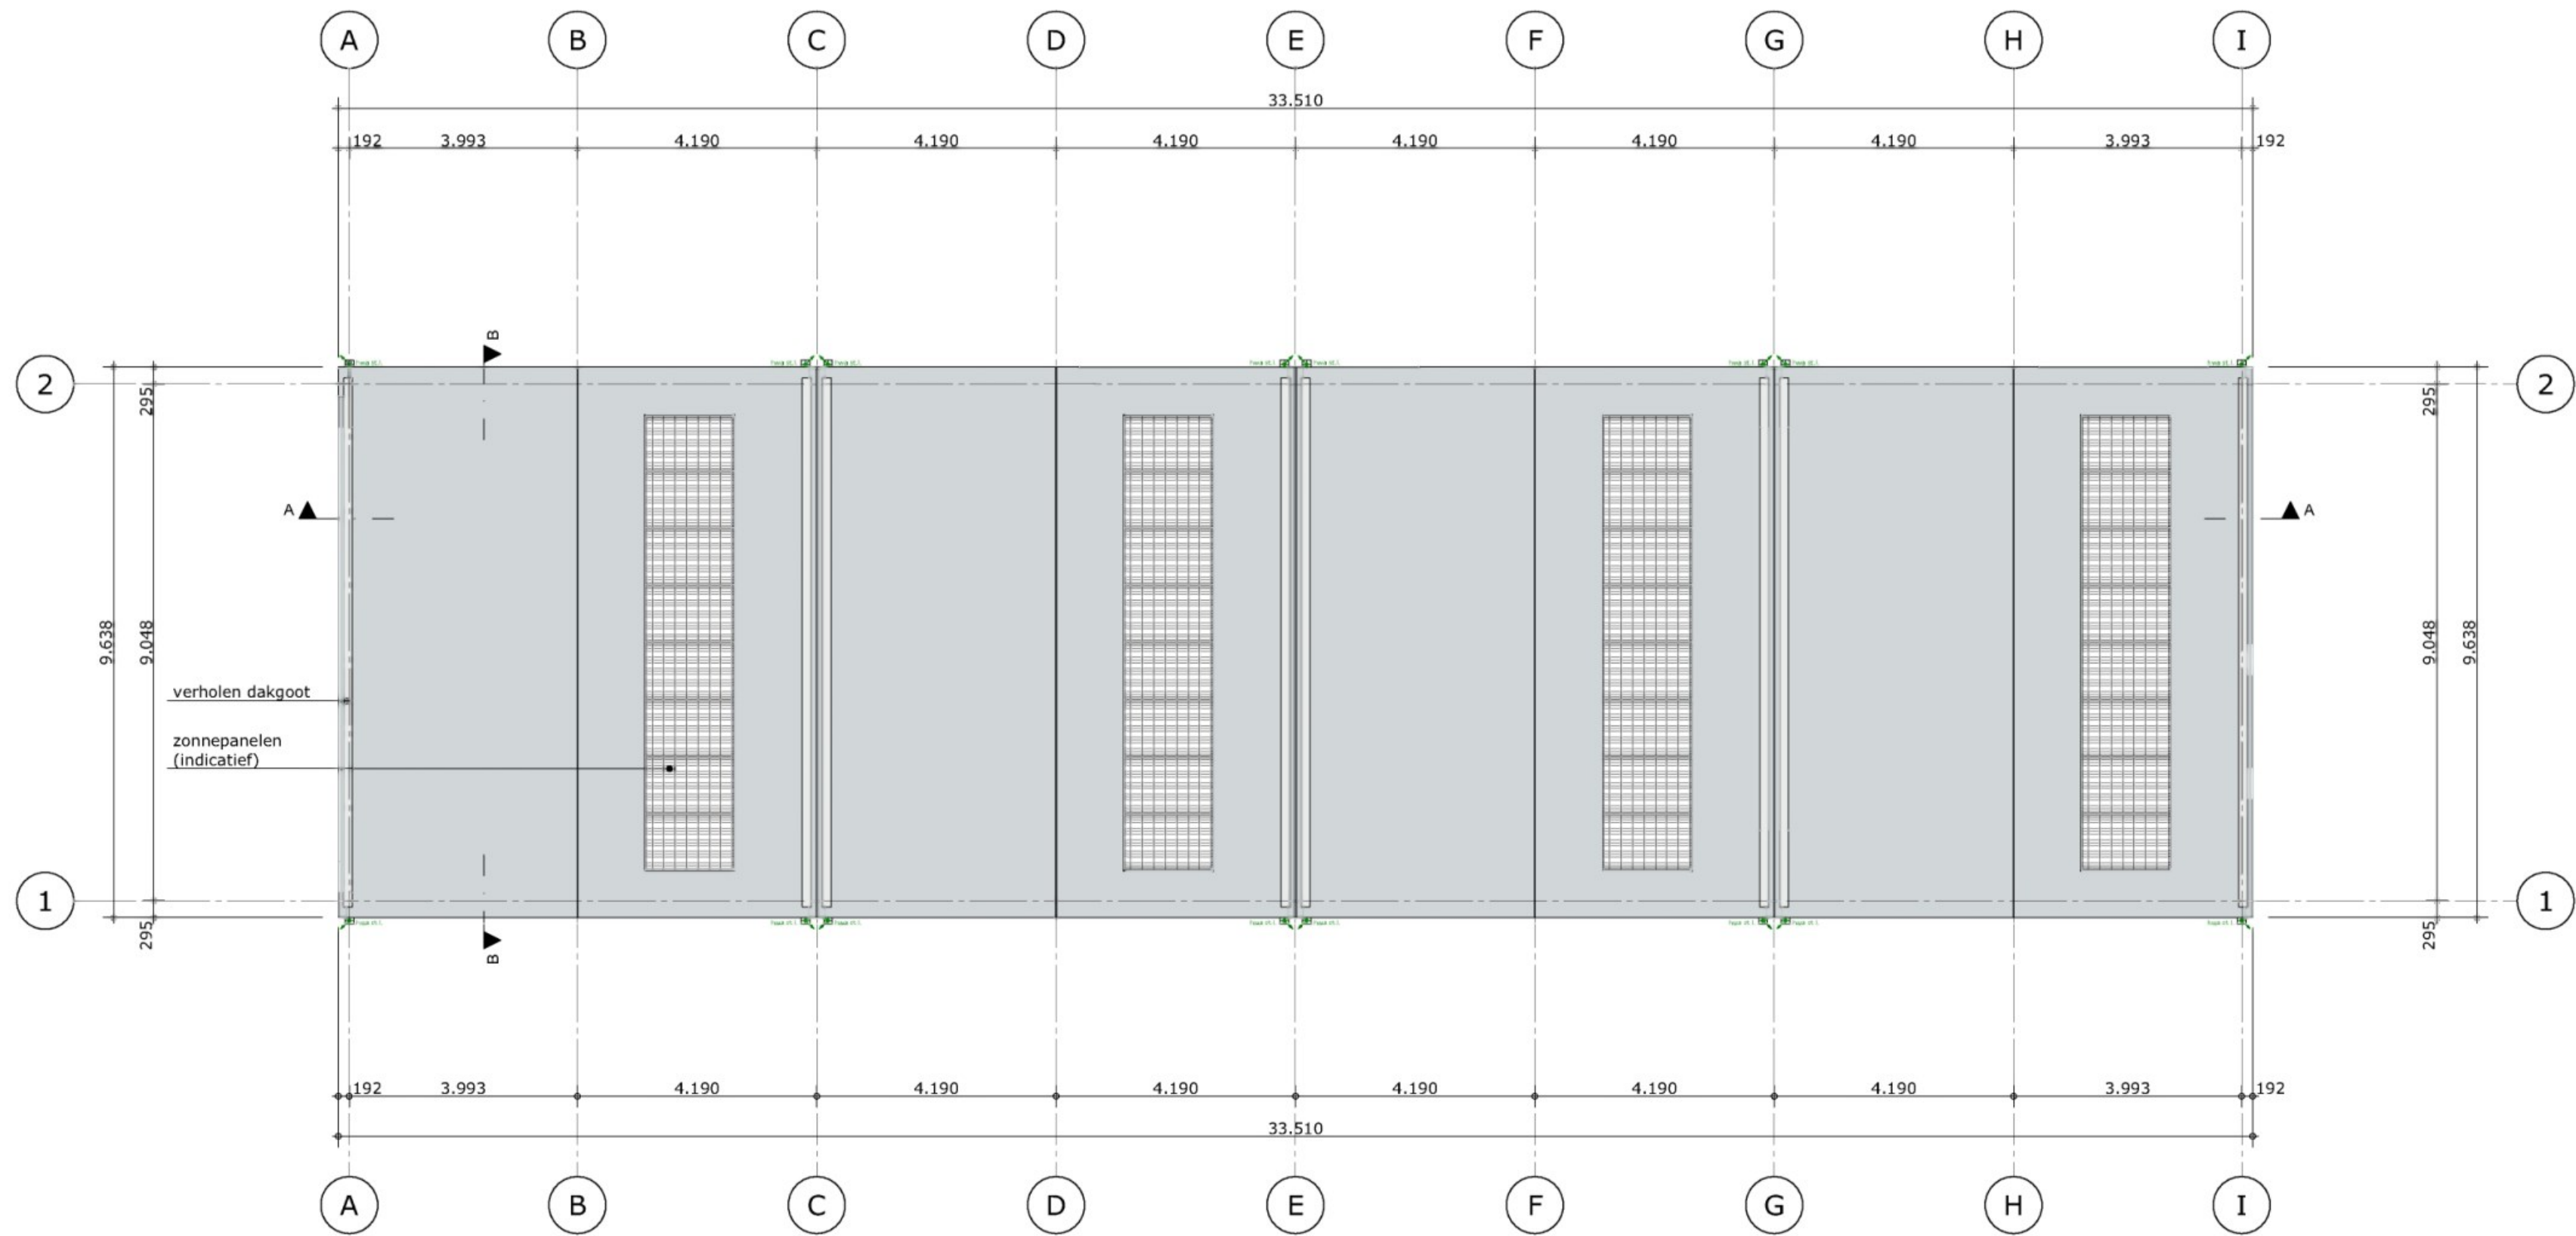 A B C D E F G H I
33.510
192 3.993 4.190 4.190 4.190 4.190 4.190 4.190 3.993 192
B
2 295 295 2
A A
9.638 9.048 9.048 9.638
verholen dakgoot
zonnepanelen
(indicatief)
1 295 295 1
B
192 3.993 4.190 4.190 4.190 4.190 4.190 4.190 3.993 192
33.510
A B C D E F G H I